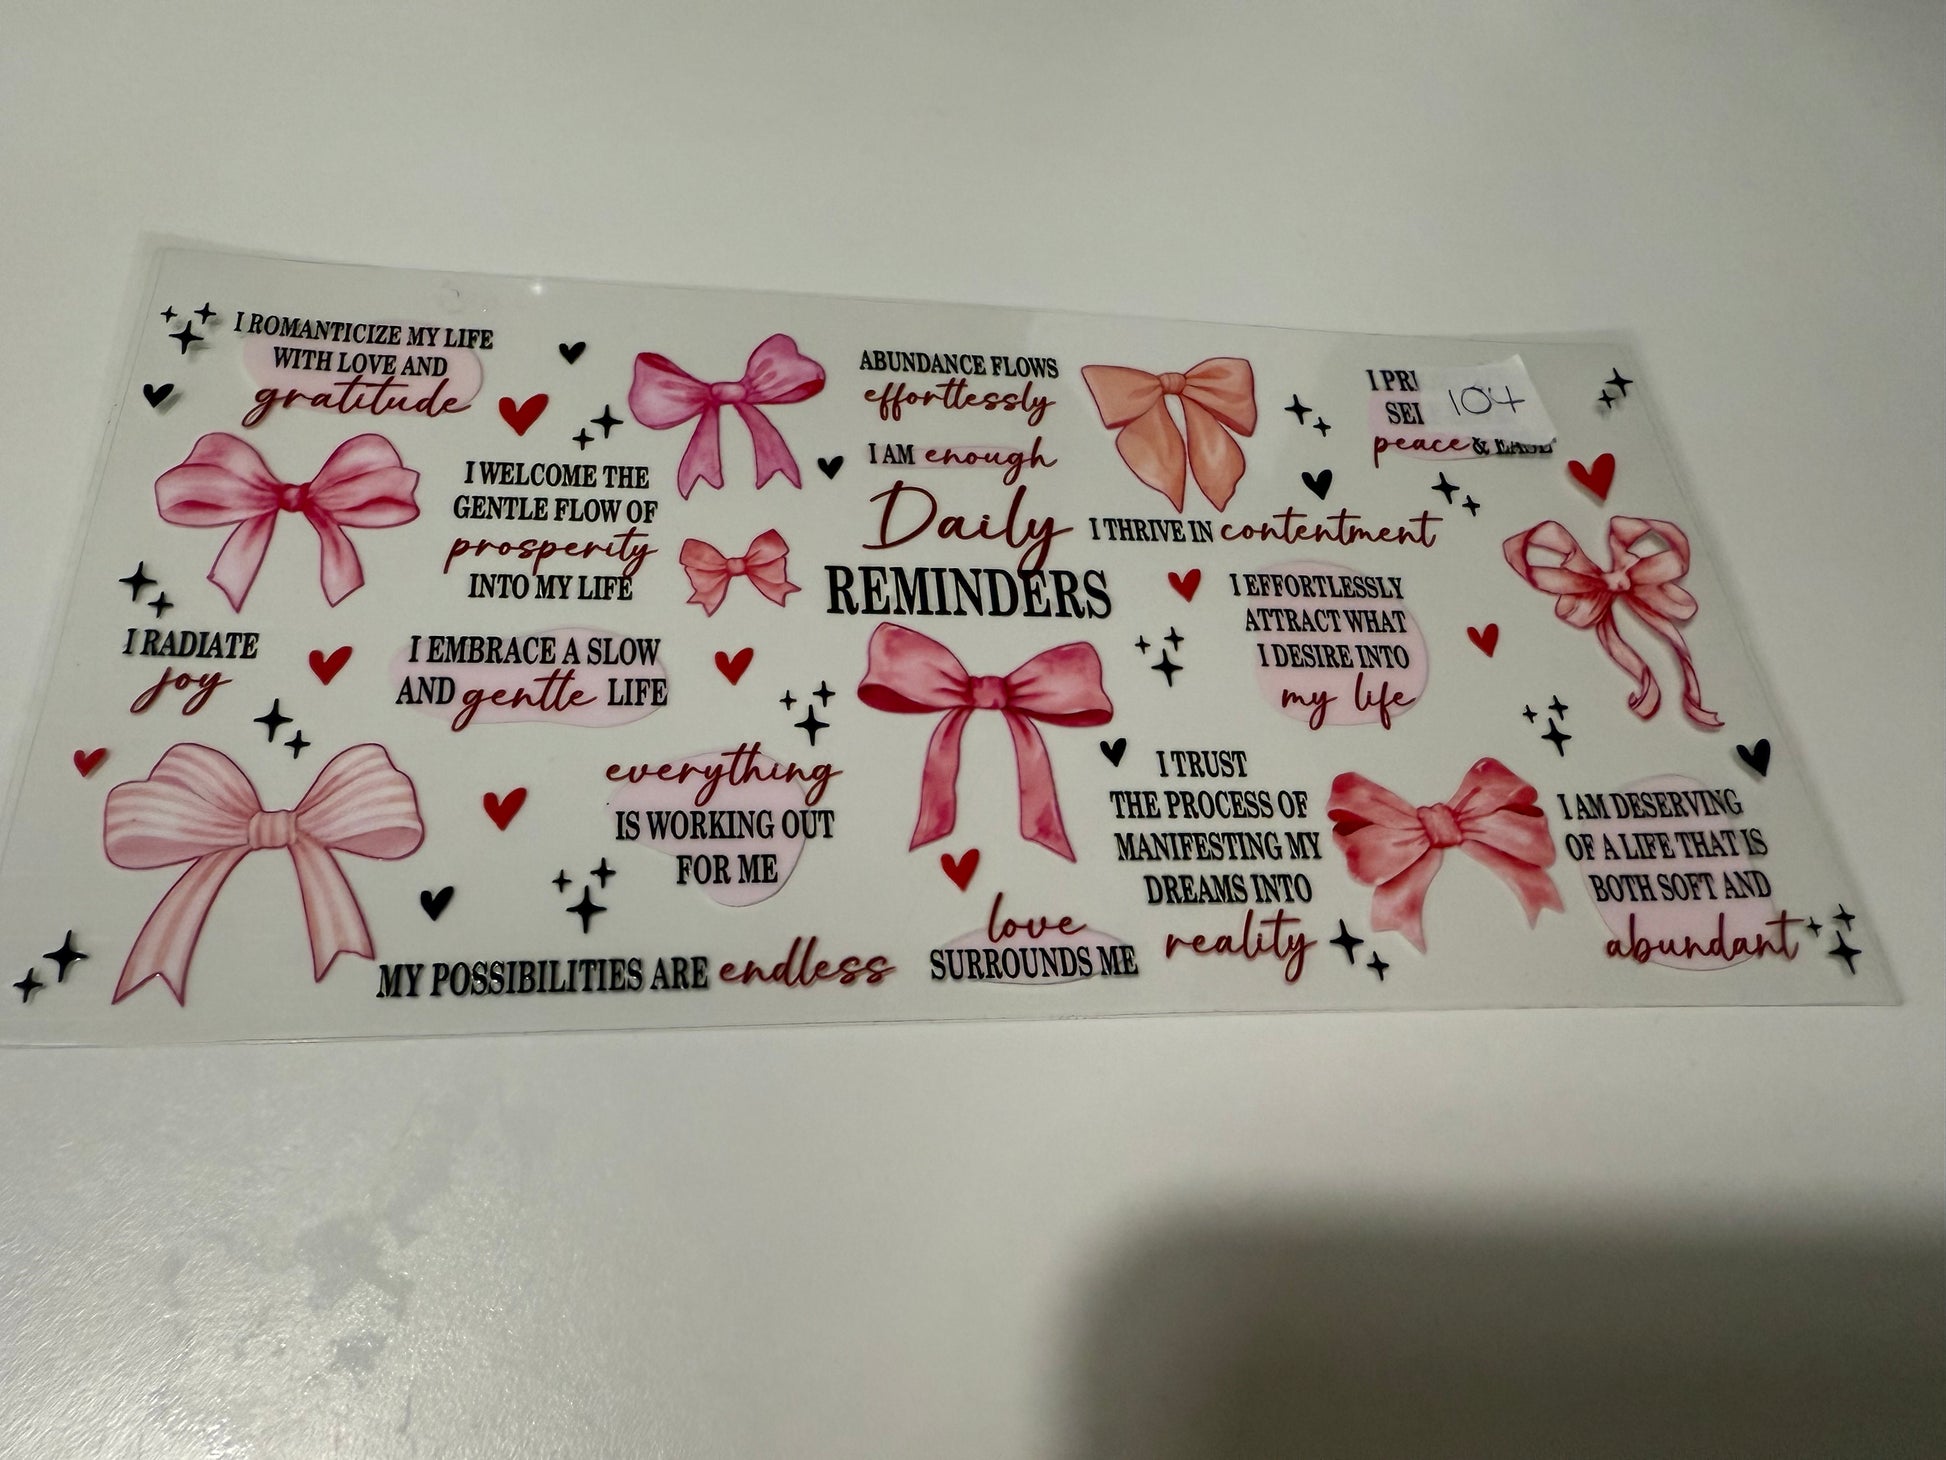 I ROMANTICIZE MY LIFE
WITH LOVE AND
gratitude
I WELCOME THE
GENTLE FLOW OF
prosperity
INTO MY LIFE
I RADIATE
joy
I EMBRACE A SLOW
AND gentle LIFE
everything
IS WORKING OUT
FOR ME
MY POSSIBILITIES ARE endless
ABUNDANCE FLOWS
effortlessly
I AM enough
Daily
REMINDERS
love
SURROUNDS ME
I
104
peace &
I THRIVE IN contentment
I EFFORTLESSLY
ATTRACT WHAT
I DESIRE INTO
my life
I TRUST
THE PROCESS OF
MANIFESTING MY
DREAMS INTO
reality
I AM DESERVING
OF A LIFE THAT IS
BOTH SOFT AND
abundant